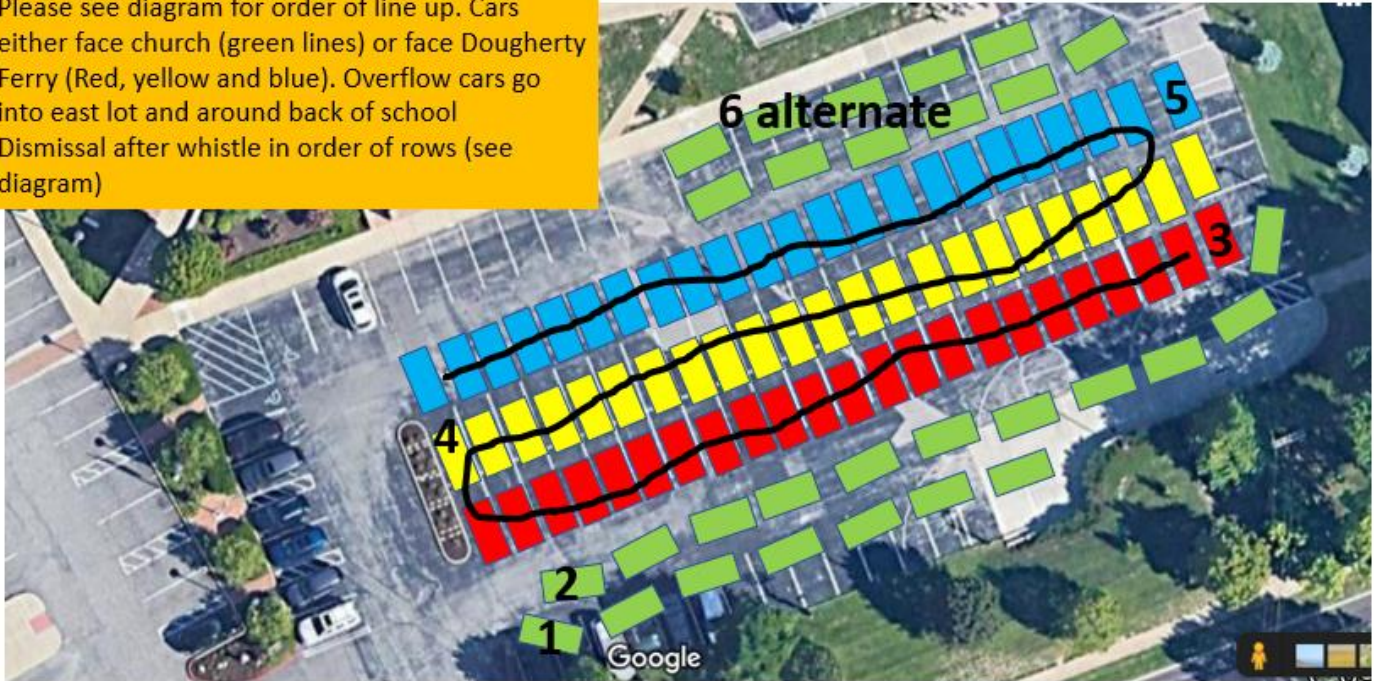 Please see diagram for order of line up. Cars
either face church (green lines) or face Dougherty
Ferry (Red, yellow and blue). Overflow cars go
into east lot and around back of school
Dismissal after whistle in order of rows (see
diagram)
6 alternate
5
3
4
2
1
Google